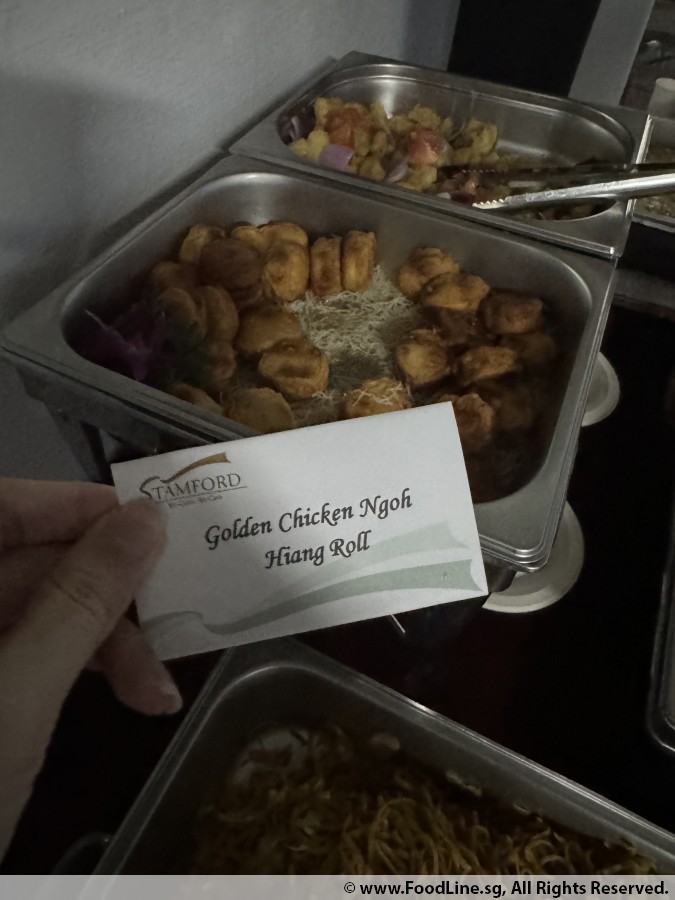 STAMFORD
Golden Chicken Ngoh
Hiang Roll
© www.FoodLine.sg, All Rights Reserved.